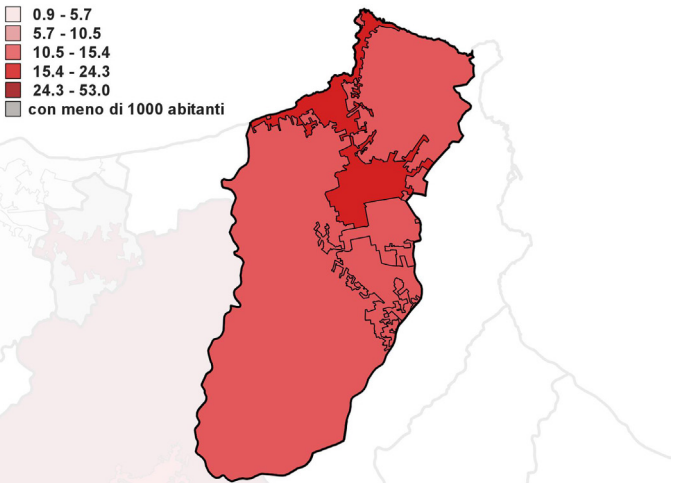 0.9 - 5.7
5.7 - 10.5
10.5 - 15.4
15.4 - 24.3
24.3 - 53.0
con meno di 1000 abitanti